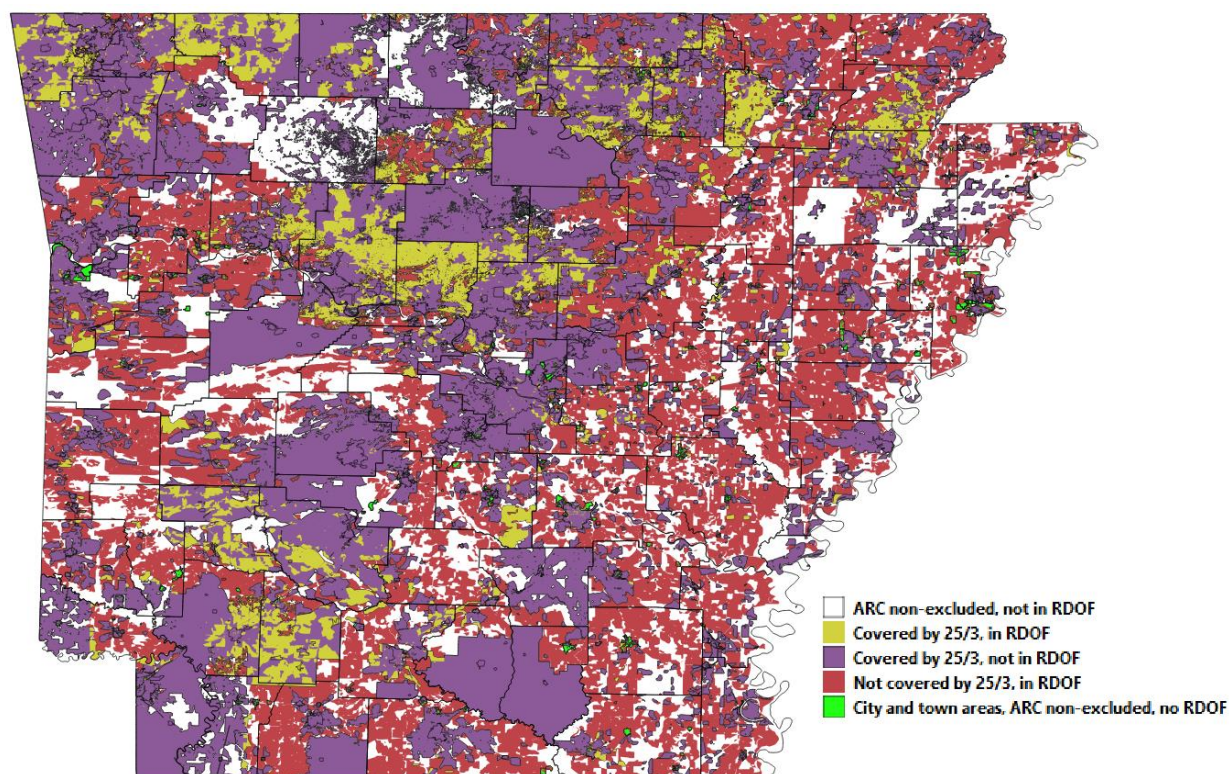 ARC non-excluded, not in RDOF
Covered by 25/3, in RDOF
Covered by 25/3, not in RDOF
Not covered by 25/3, in RDOF
City and town areas, ARC non-excluded, no RDOF